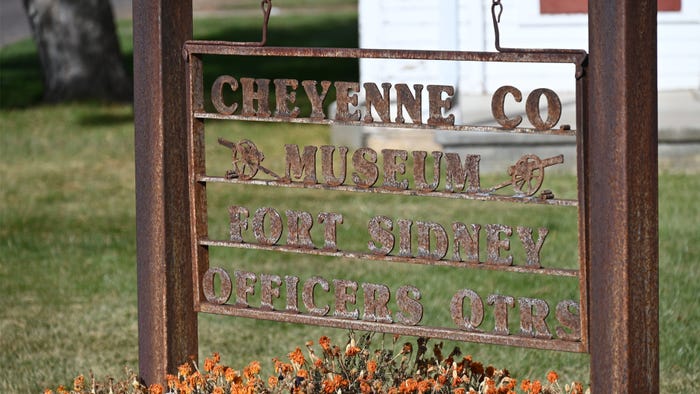 CHEYENNE CO
MUSEUM
FORT SIDNEY
OFFICERS QTRS